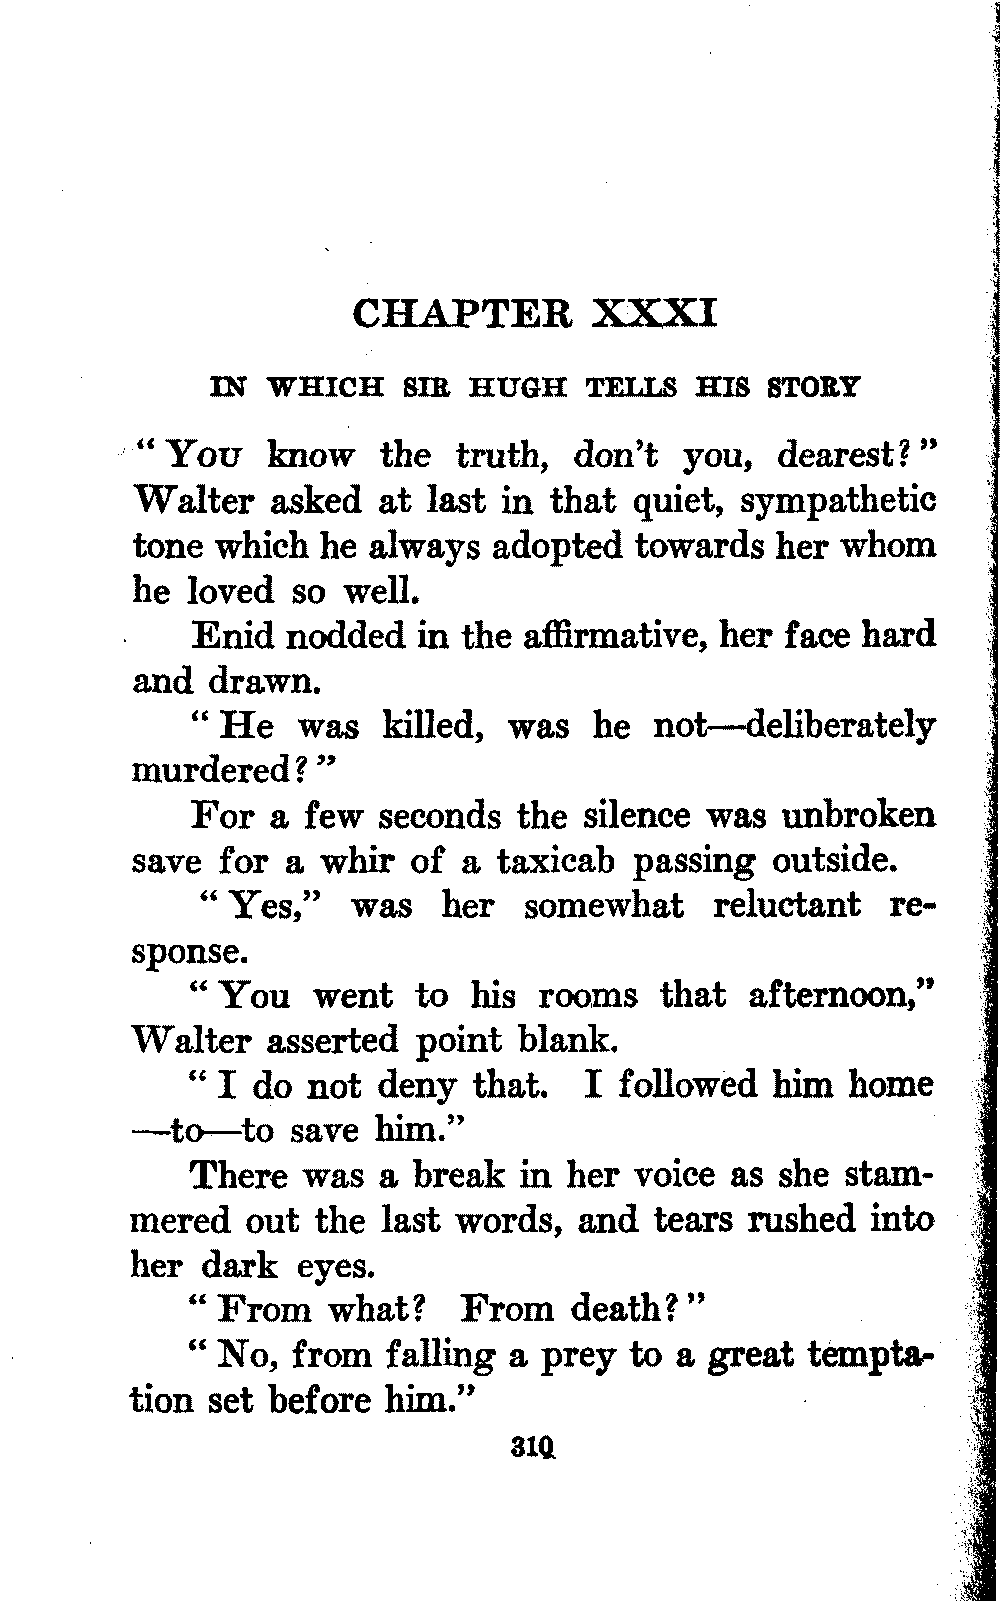 CHAPTER XXXI
IN WHICH SIR HUGH TELLS HIS STORY
“ You know the truth, don’t you, dearest? ”
Walter asked at last in that quiet, sympathetic
tone which he always adopted towards her whom
he loved so well.
Enid nodded in the affirmative, her face hard
and drawn.
“ He was killed, was he not—deliberately
murdered? ”
For a few seconds the silence was unbroken
save for a whir of a taxicab passing outside.
“ Yes,” was her somewhat reluctant re-
sponse.
“ You went to his rooms that afternoon,”
Walter asserted point blank.
“ I do not deny that. I followed him home
—to—to save him.”
There was a break in her voice as she stam-
mered out the last words, and tears rushed into
her dark eyes.
“ From what? From death? ”
“ No, from falling a prey to a great tempta-
tion set before him.”
310